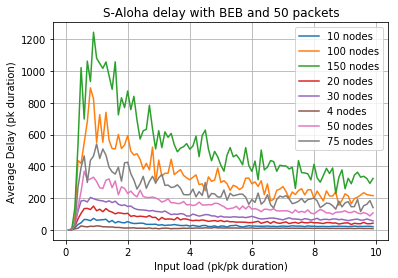 S-Aloha delay with BEB and 50 packets
Average Delay (pk duration)
1200
1000
800
600
400
200
0
10 nodes
100 nodes
150 nodes
20 nodes
30 nodes
4 nodes
50 nodes
75 nodes
0 2 4 6 8 10
Input load (pk/pk duration)